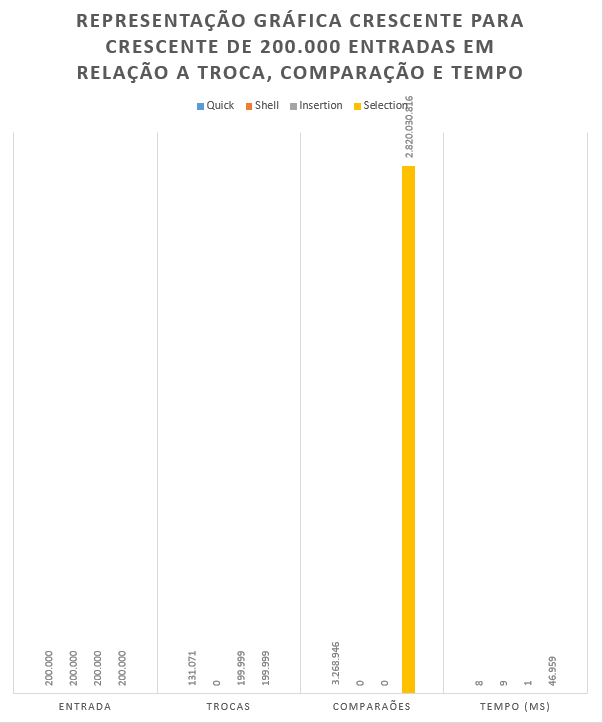 REPRESENTAÇÃO GRÁFICA CRESCENTE PARA
CRESCENTE DE 200.000 ENTRADAS EM
RELAÇÃO A TROCA, COMPARAÇÃO E TEMPO
Quick Shell Insertion Selection
200.000 200.000 200.000 200.000
131.071 0 199.999 199.999
3.268.946 0 0 2.820.030.816
8 9 1 46.959
ENTRADA TROCAS COMPARAÕES TEMPO (MS)